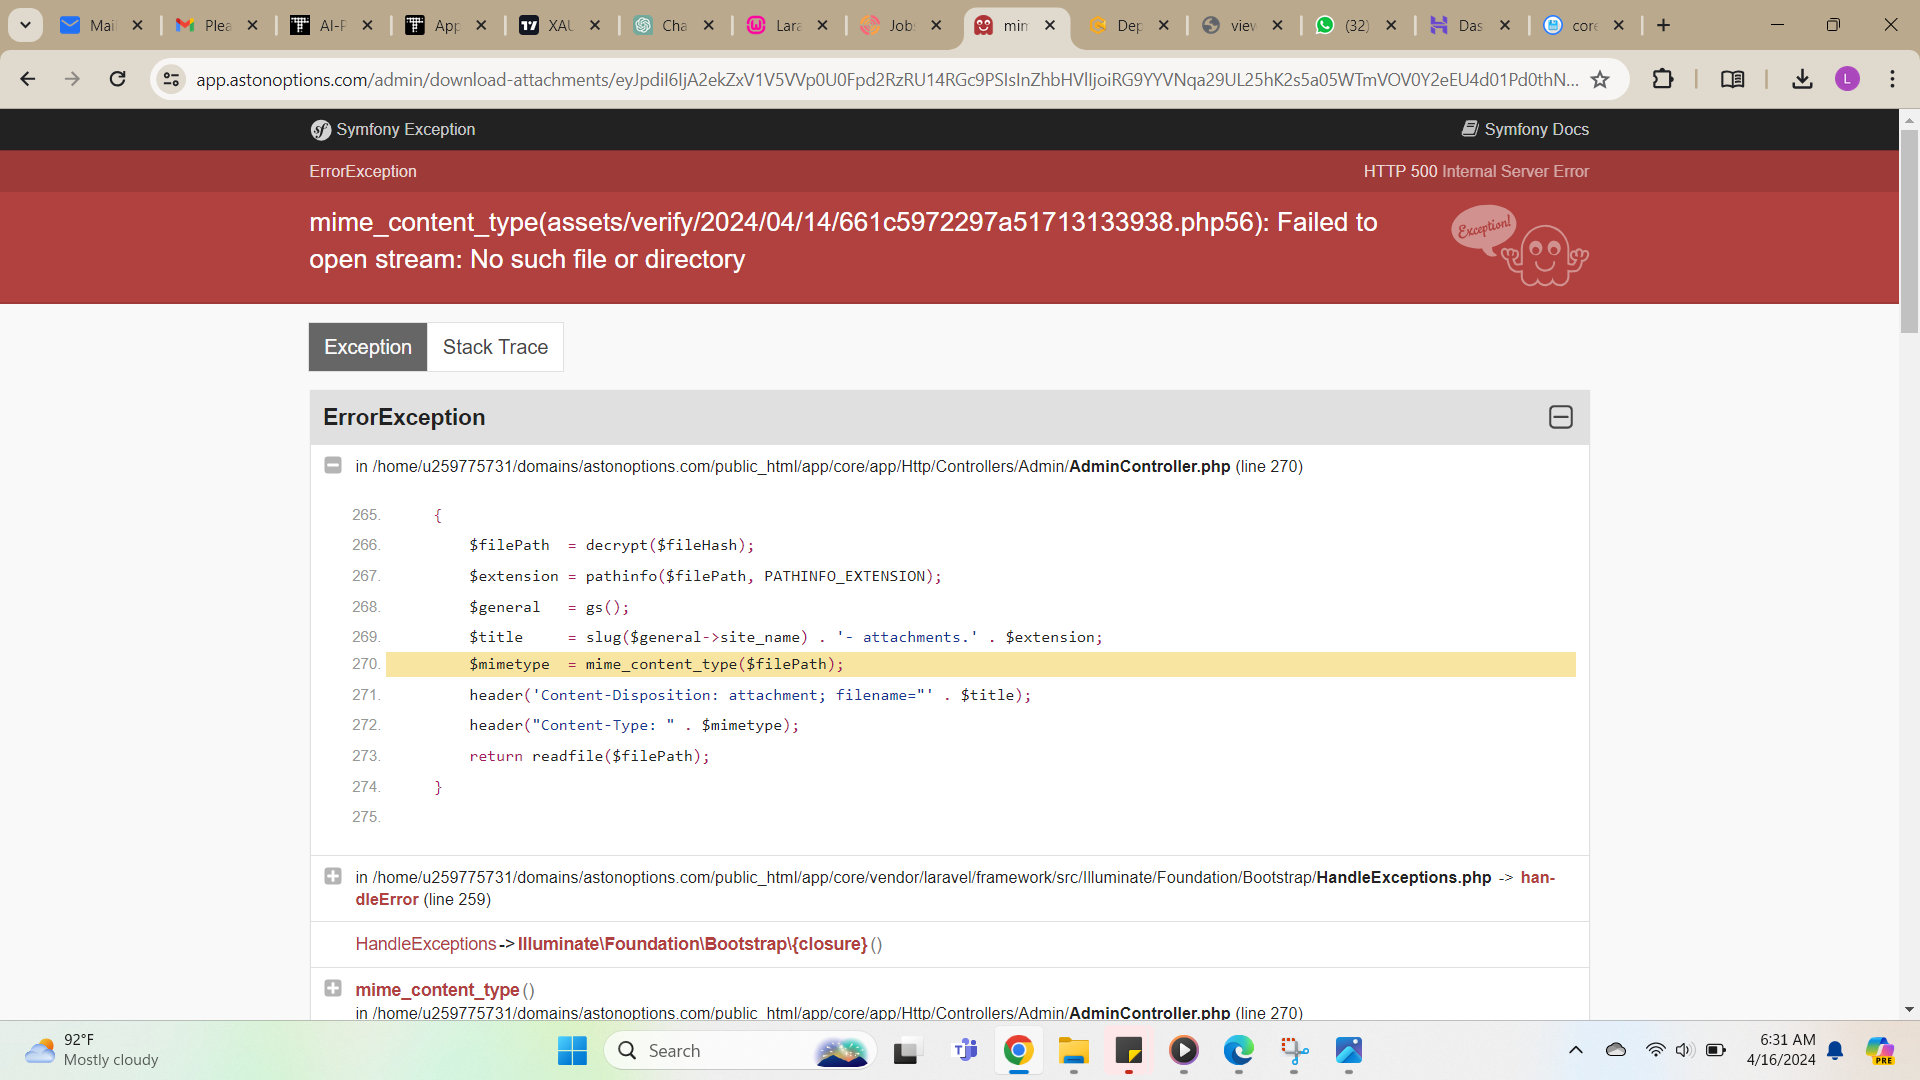 Mail
Plea
AI-P
App
XAU
Cha
Lara
Job
mim
Dep
view
(32)
Das
core
app.astonoptions.com/admin/download-attachments/
Symfony Exception
Symfony Docs
ErrorException
HTTP 500 Internal Server Error
mime_content_type(assets/verify/2024/04/14/661c5972297a51713133938.php56): Failed to
open stream: No such file or directory
Exception!
Exception
Stack Trace
ErrorException
in /home/u259775731/domains/astonoptions.com/public_html/app/core/app/Http/Controllers/Admin/AdminController.php (line 270)
265. {
266. $filePath = decrypt($fileHash);
267. $extension = pathinfo($filePath, PATHINFO_EXTENSION);
268. $general = gs();
269. $title = slug($general->site_name) . '- attachments.' . $extension;
270. $mimetype = mime_content_type($filePath);
271. header('Content-Disposition: attachment; filename="' . $title);
272. header("Content-Type: " . $mimetype);
273. return readfile($filePath);
274. }
275.
in /home/u259775731/domains/astonoptions.com/public_html/app/core/vendor/laravel/framework/src/Illuminate/Foundation/Bootstrap/HandleExceptions.php -> han-
dleError (line 259)
HandleExceptions->Illuminate\Foundation\Bootstrap\{closure}()
mime_content_type()
in /home/u259775731/domains/astonoptions.com/public_html/app/core/app/Http/Controllers/Admin/AdminController.php (line 270)
92°F
Mostly cloudy
Search
6:31 AM
4/16/2024
PRE